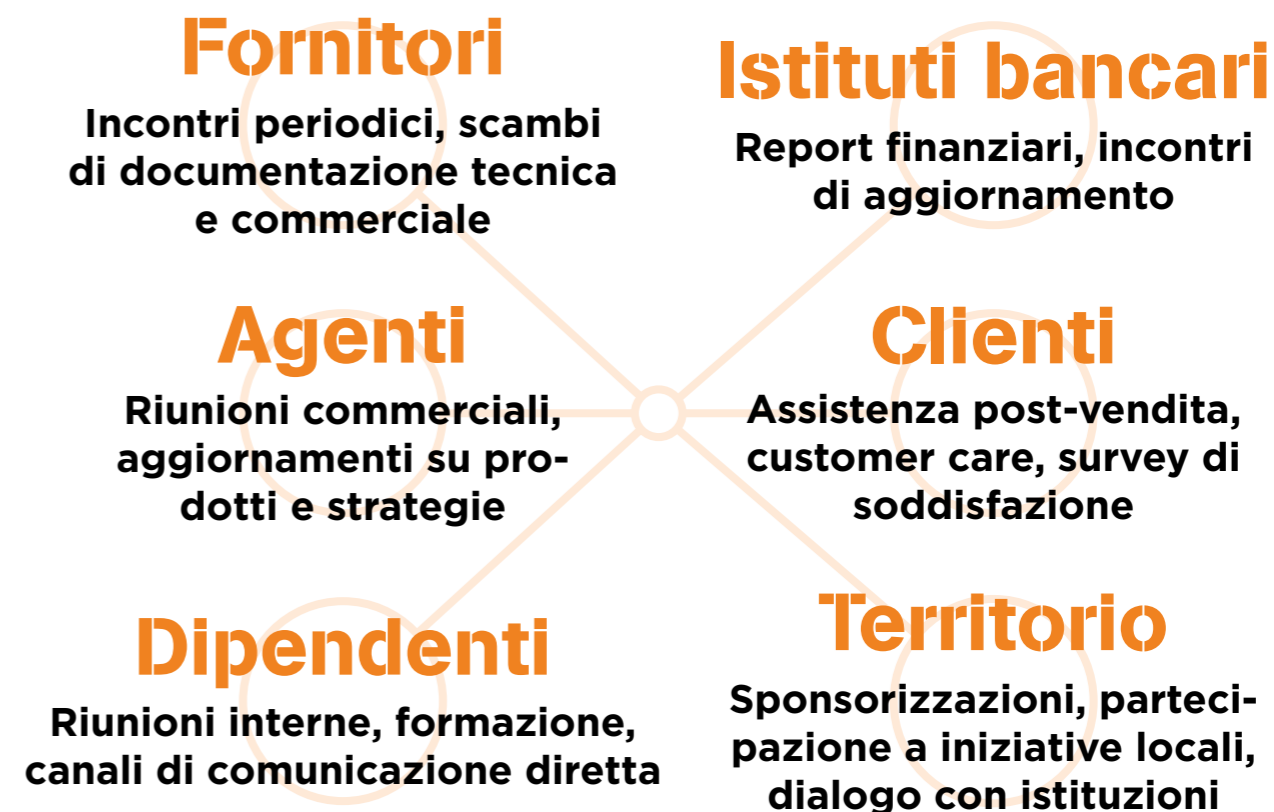 Fornitori
Incontri periodici, scambi
di documentazione tecnica
e commerciale
Istituti bancari
Report finanziari, incontri
di aggiornamento
Agenti
Riunioni commerciali,
aggiornamenti su pro-
dotti e strategie
Clienti
Assistenza post-vendita,
customer care, survey di
soddisfazione
Dipendenti
Riunioni interne, formazione,
canali di comunicazione diretta
Territorio
Sponsorizzazioni, parteci-
pazione a iniziative locali,
dialogo con istituzioni